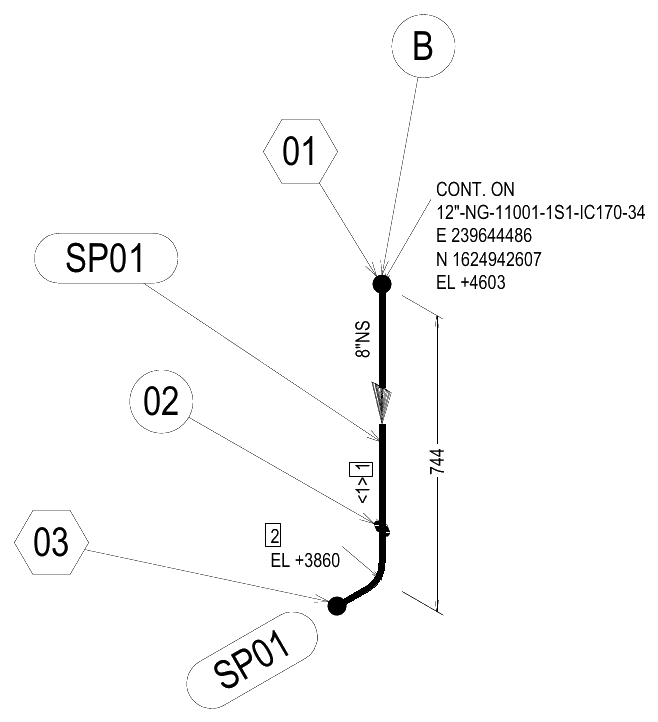 B
01
CONT. ON
12"-NG-11001-1S1-IC170-34
E 239644486
N 1624942607
EL +4603
SP01
8"NS
02
744
<1> 1
03
2
EL +3860
SP01